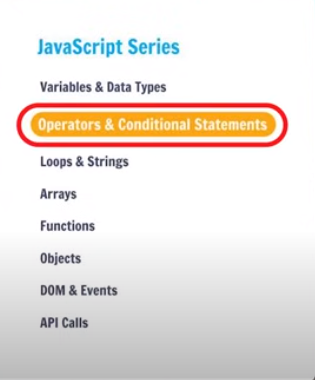 JavaScript Series
Variables & Data Types
Operators & Conditional Statements
Loops & Strings
Arrays
Functions
Objects
DOM & Events
API Calls